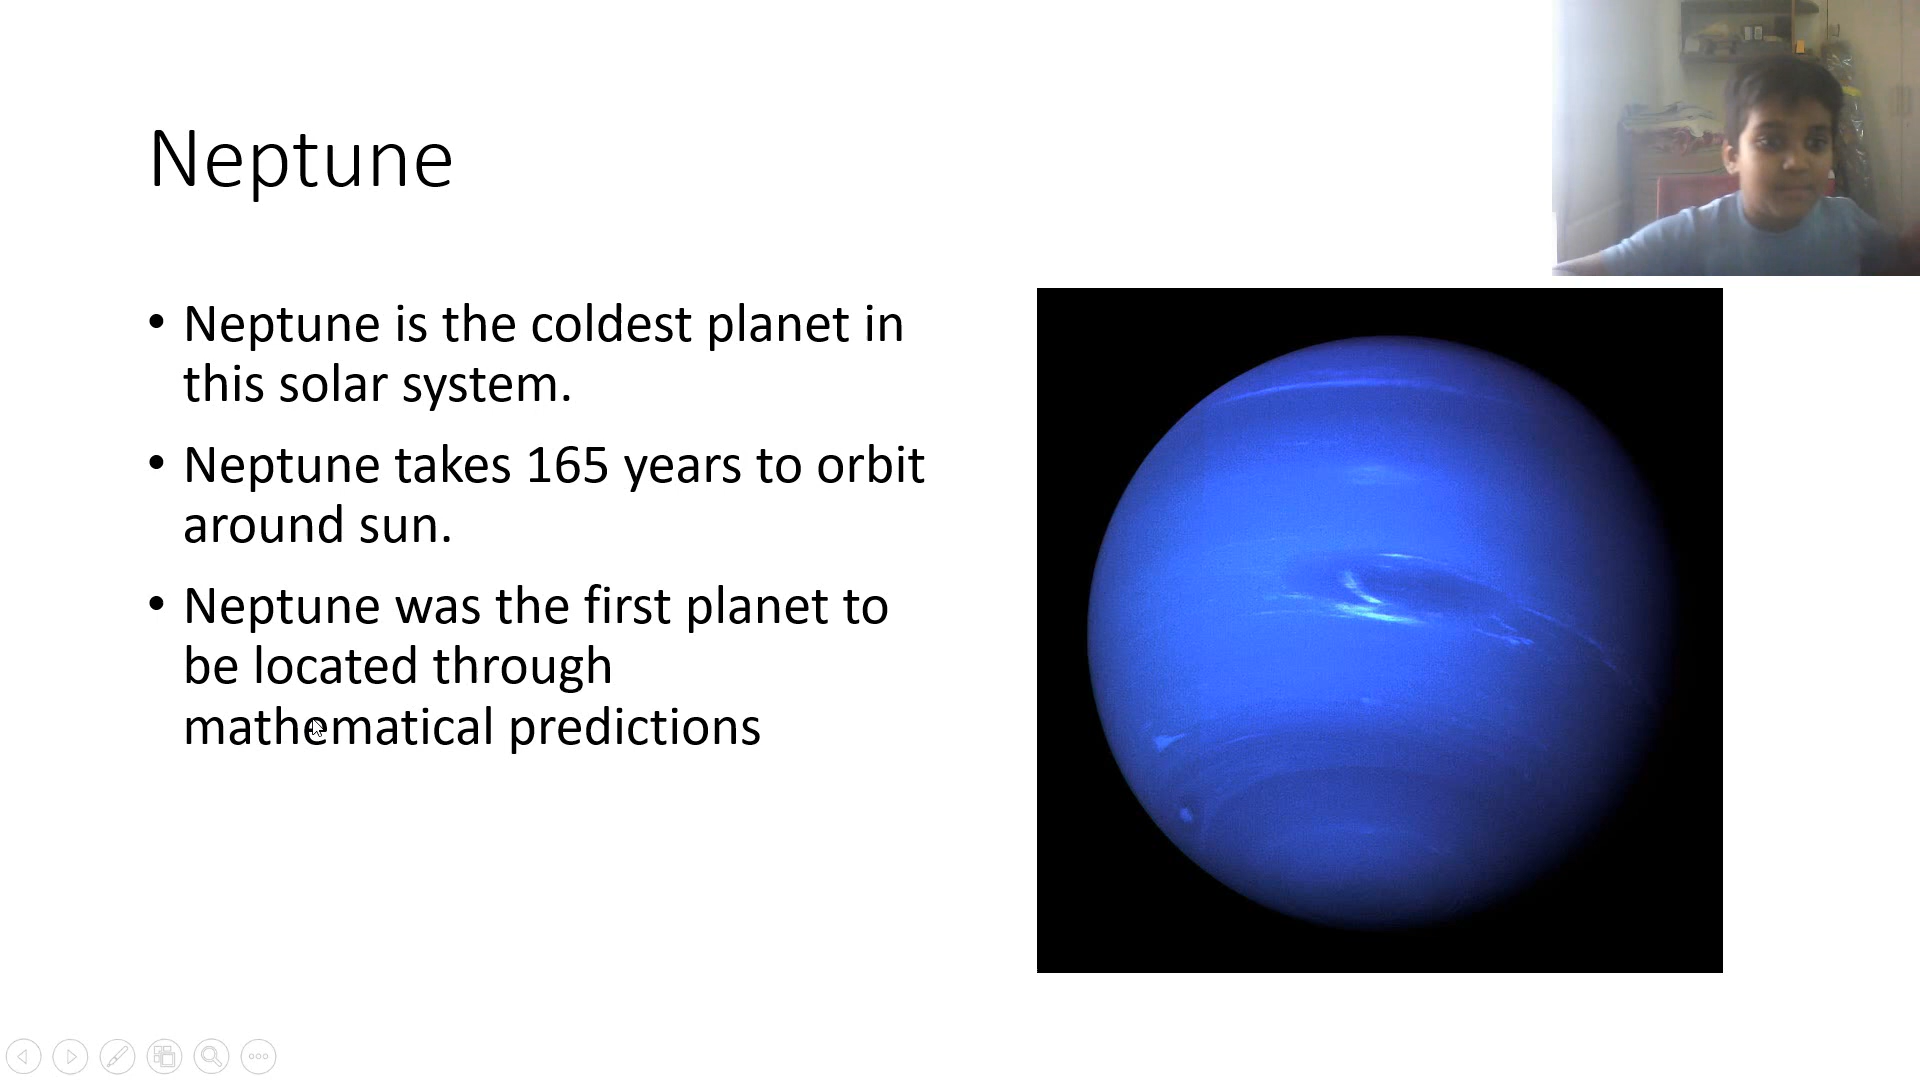 Neptune
• Neptune is the coldest planet in
this solar system.
• Neptune takes 165 years to orbit
around sun.
• Neptune was the first planet to
be located through
mathematical predictions